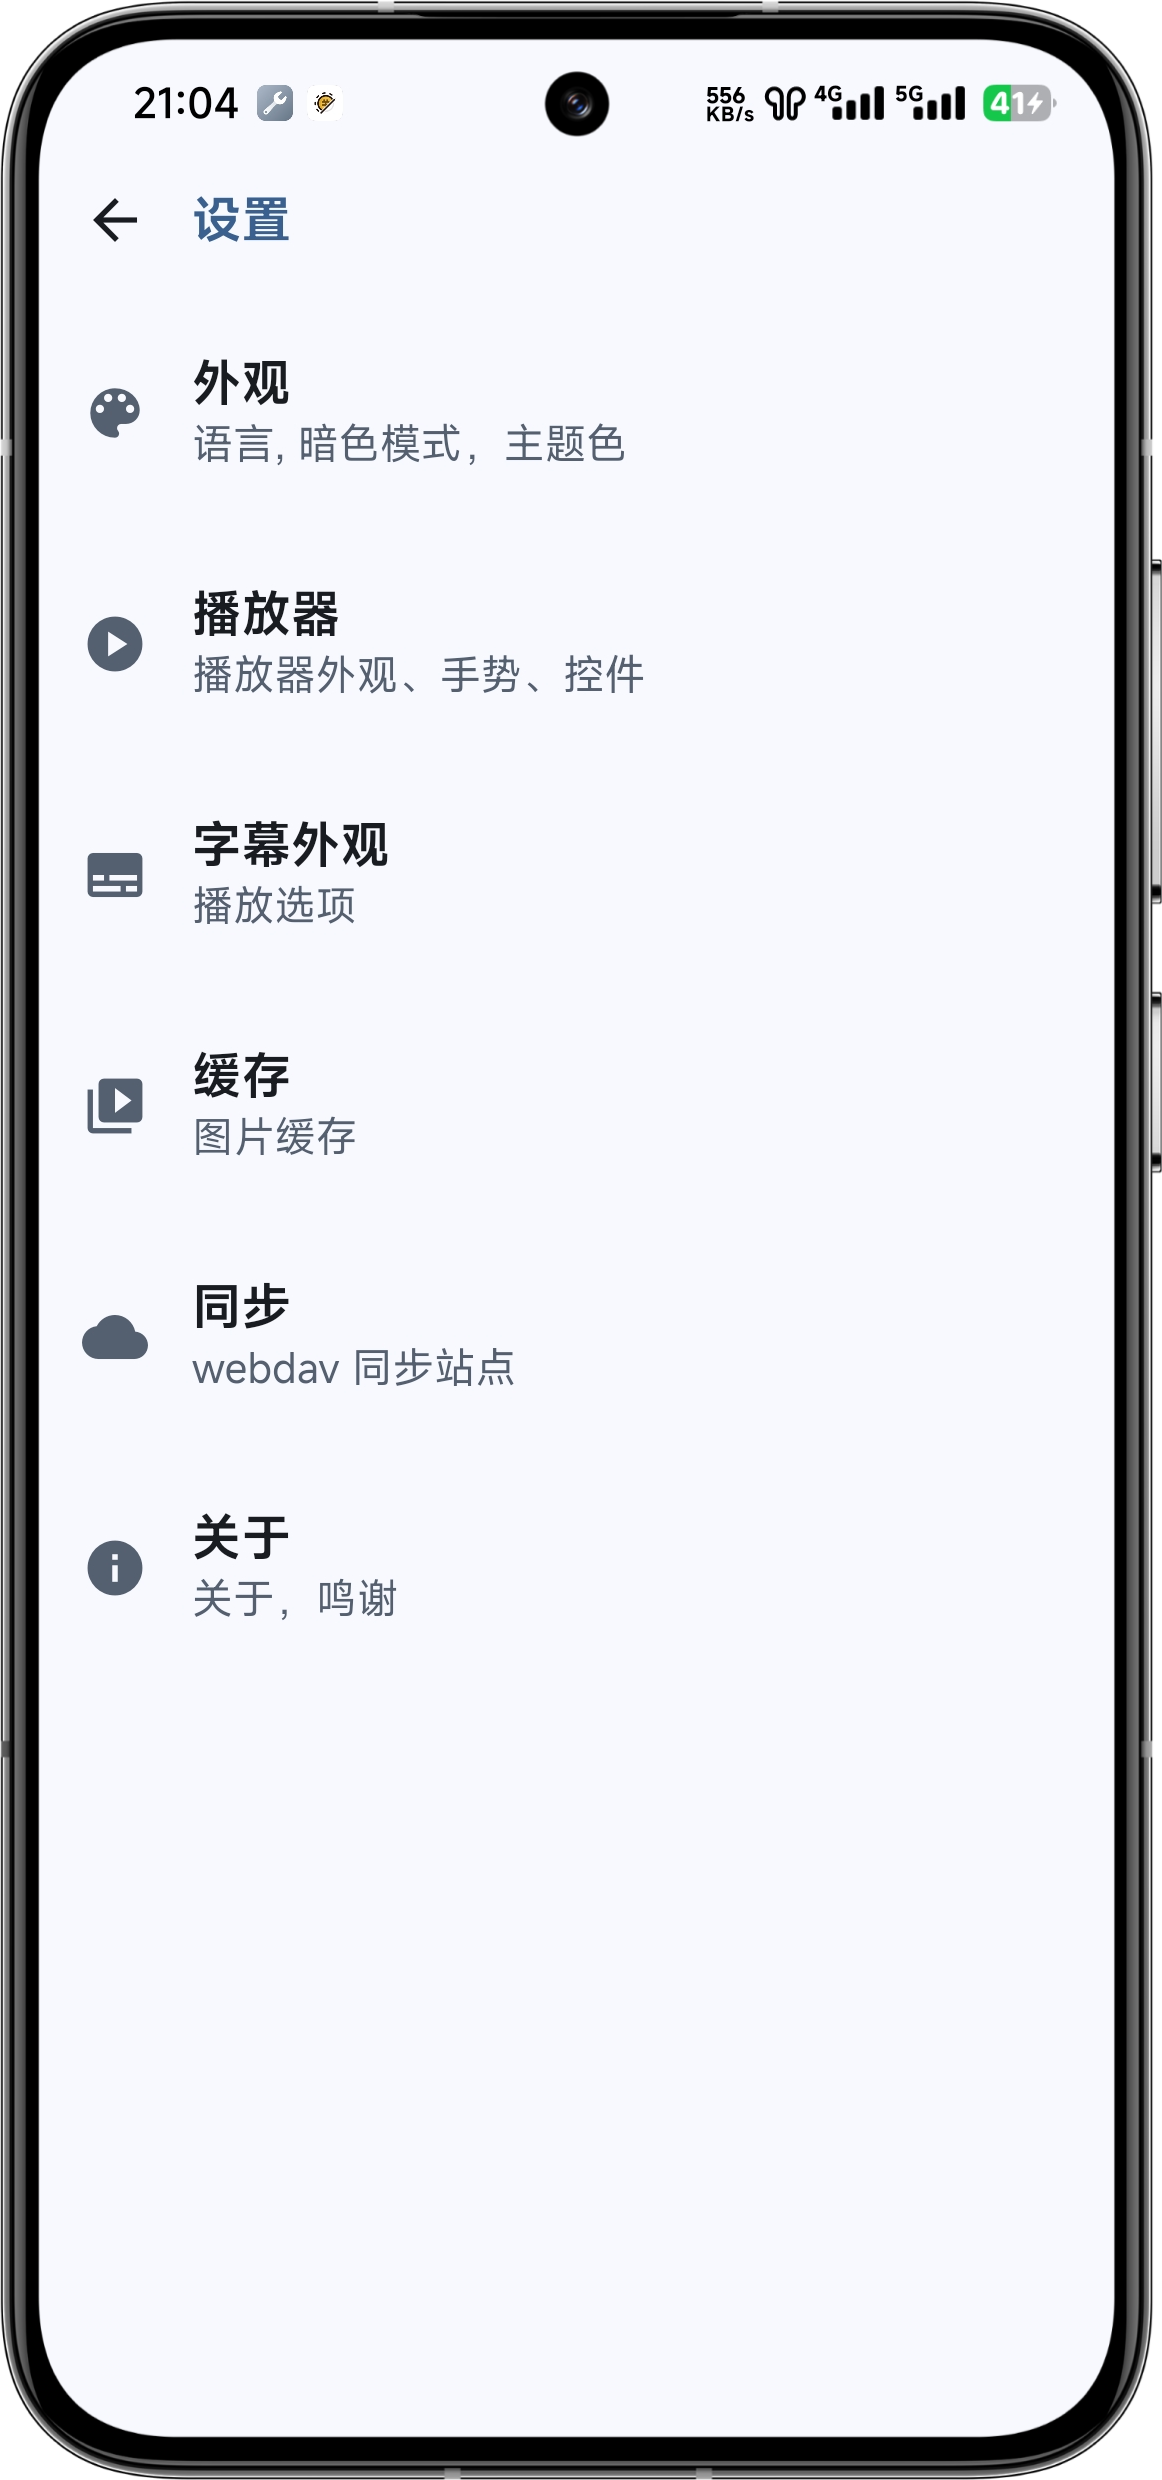 21:04
556 KB/s 4G 5G 41
设置
外观
语言, 暗色模式，主题色
播放器
播放器外观、手势、控件
字幕外观
播放选项
缓存
图片缓存
同步
webdav 同步站点
关于
关于，鸣谢